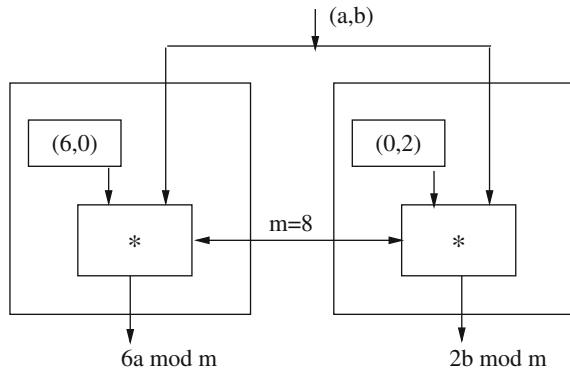 (a,b)
(6,0)
(0,2)
m=8
*
*
6a mod m
2b mod m